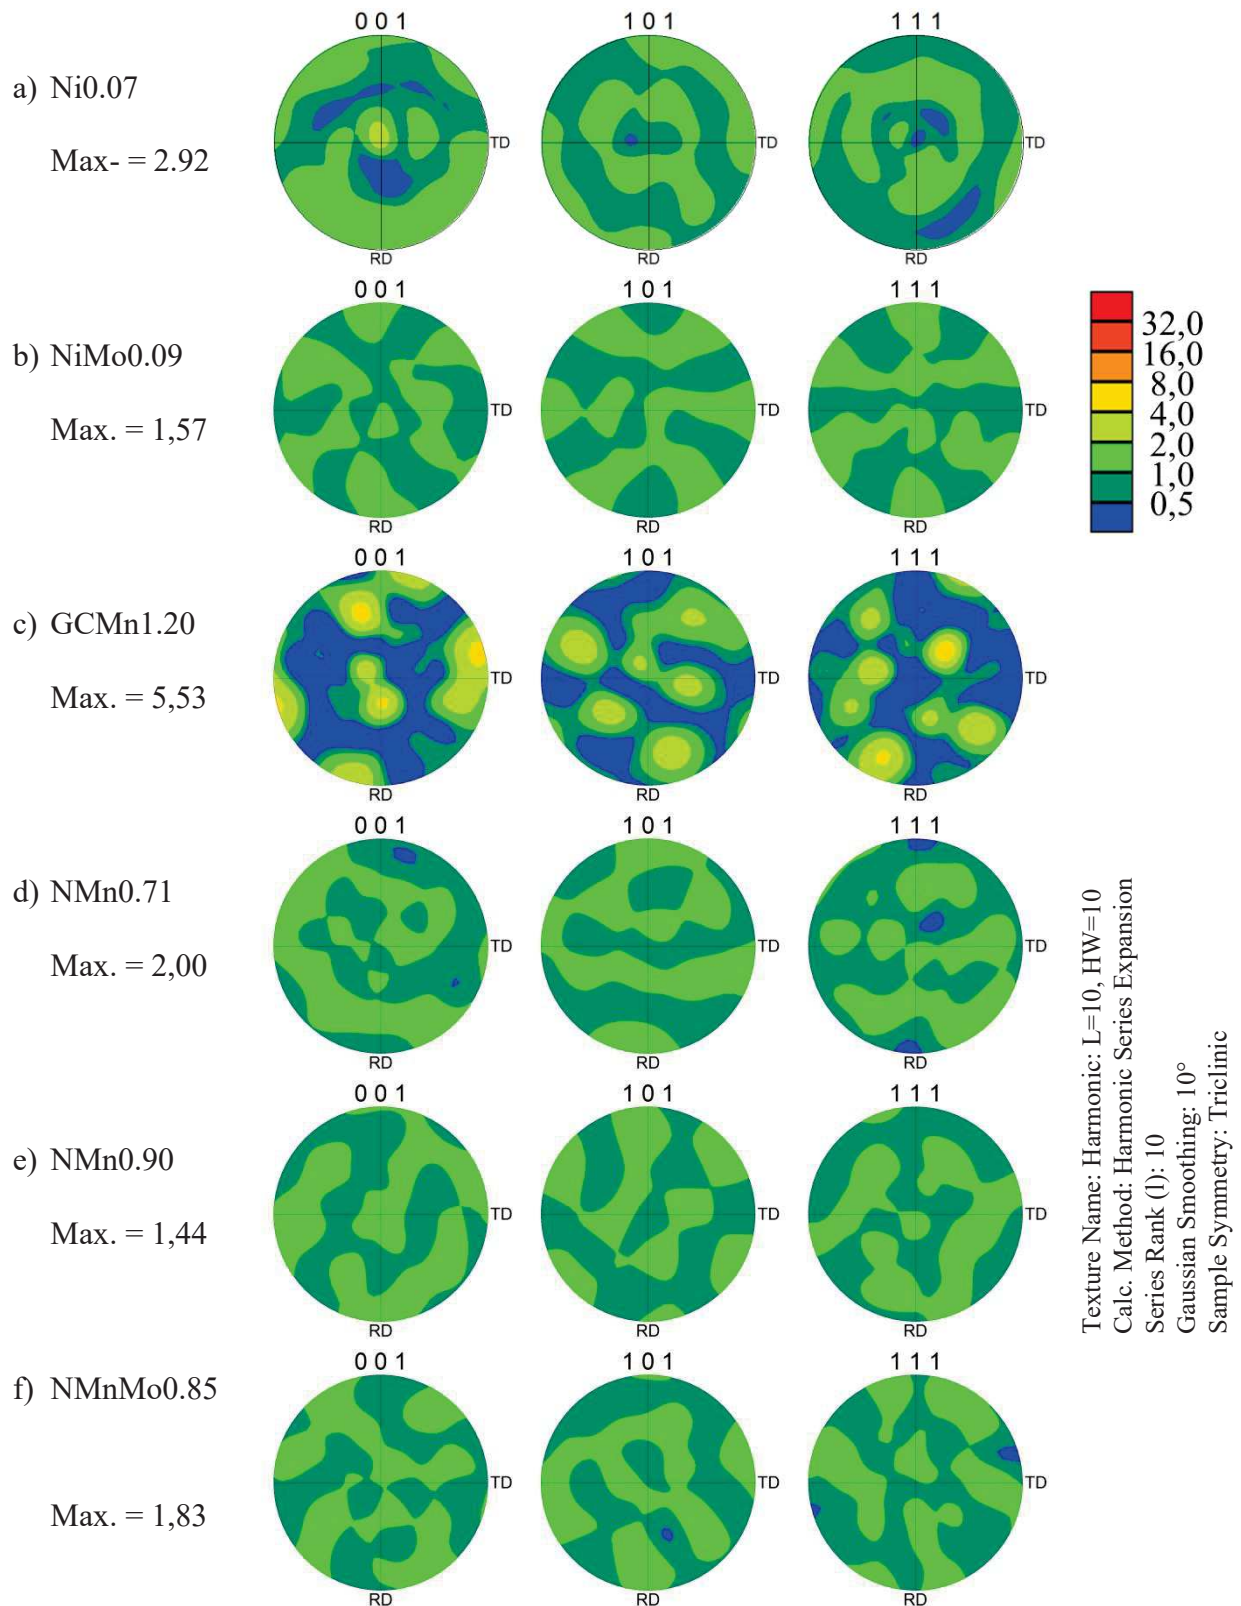 0 0 1
1 0 1
1 1 1
a) Ni0.07
Max- = 2.92
TD
TD
TD
RD
RD
RD
0 0 1
1 0 1
1 1 1
b) NiMo0.09
Max. = 1,57
TD
TD
TD
RD
RD
RD
32,0
16,0
8,0
4,0
2,0
1,0
0,5
0 0 1
1 0 1
1 1 1
c) GCMn1.20
Max. = 5,53
TD
TD
TD
RD
RD
RD
0 0 1
1 0 1
1 1 1
d) NMn0.71
Max. = 2,00
TD
TD
TD
RD
RD
RD
0 0 1
1 0 1
1 1 1
e) NMn0.90
Max. = 1,44
TD
TD
TD
RD
RD
RD
0 0 1
1 0 1
1 1 1
f) NMnMo0.85
Max. = 1,83
TD
TD
TD
RD
RD
RD
Texture Name: Harmonic: L=10, HW=10
Calc. Method: Harmonic Series Expansion
Series Rank (l): 10
Gaussian Smoothing: 10°
Sample Symmetry: Triclinic